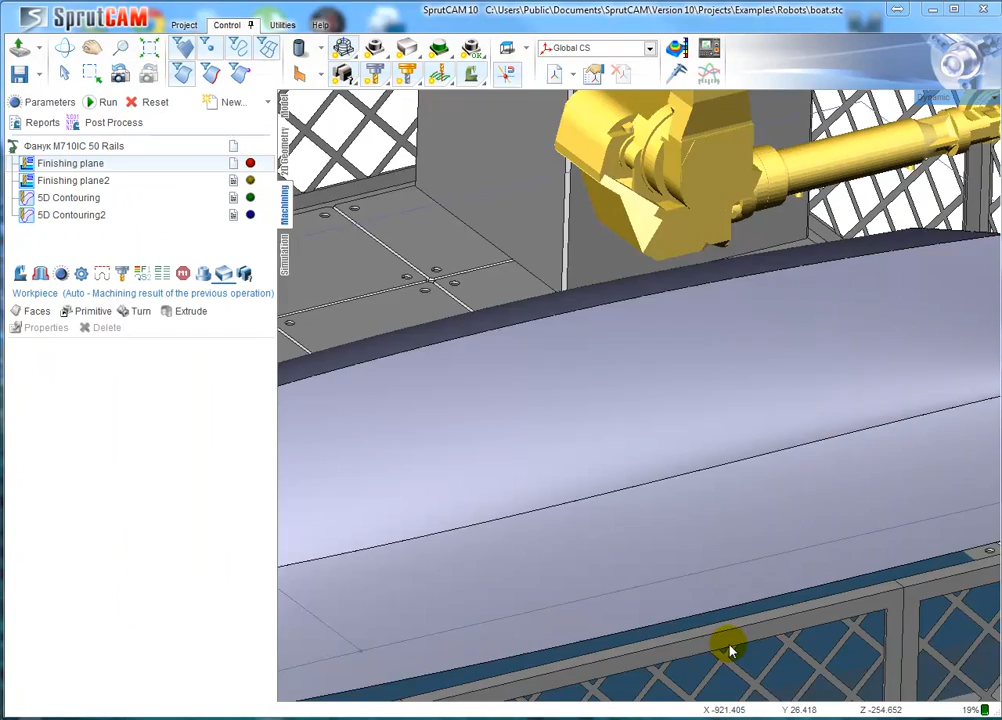 SprutCAM
Project
Control
Utilities
Help
SprutCAM 10    C:\Users\Public\Documents\SprutCAM\Version 10\Projects\Examples\Robots\boat.stc
Global CS
Parameters
Run
Reset
New...
Reports
Post Process
Фанук M710IC 50 Rails
Finishing plane
Finishing plane2
5D Contouring
5D Contouring2
Workpiece (Auto - Machining result of the previous operation)
Faces
Primitive
Turn
Extrude
Properties
Delete
Model
2D Geometry
Machining
Simulation
Dynamic
X -921.405
Y 26.418
Z -254.652
19%